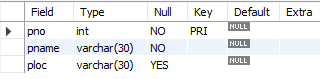 Field Type Null Key Default Extra
pno int NO PRI NULL
pname varchar(30) NO NULL
ploc varchar(30) YES NULL